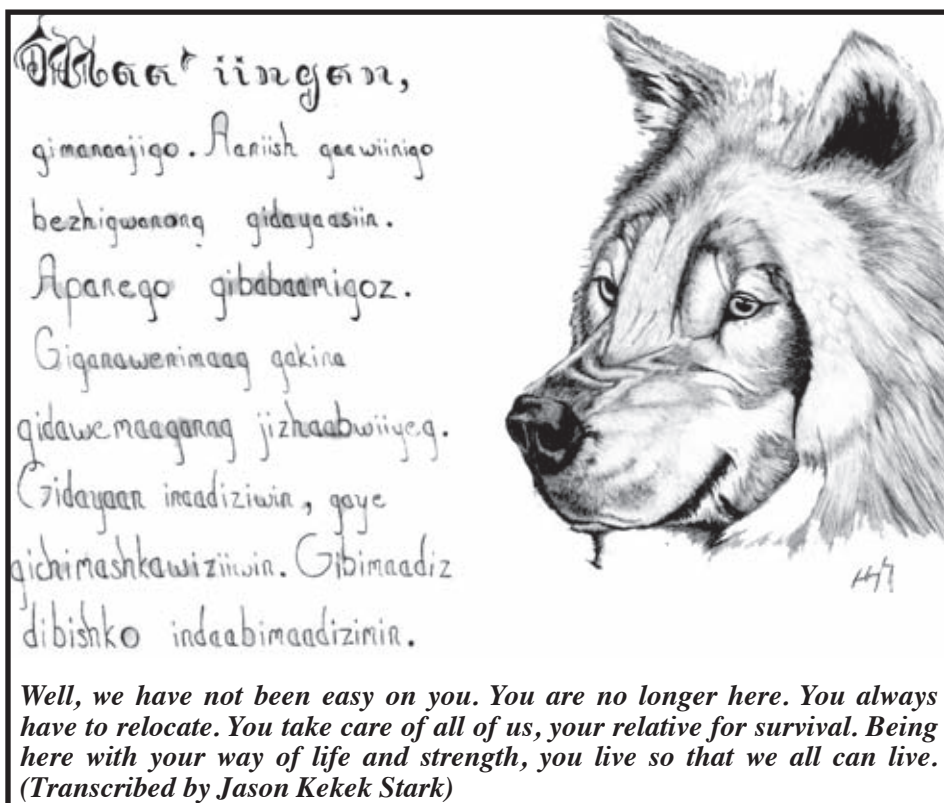 Maa'iingan,
gimanaajigo. Aaniish gaawiinigo
bezhigwanong gidayaasiin.
Apanego gibabaamigoz.
Giganawenimaag gakina
gidawemaaganag jizhaabwiiyeg.
Gidayaan inaadiziwin, gaye
gichimashkawiziiwin. Gibimaadiz
dibishko indaabimaadizimin.
Well, we have not been easy on you. You are no longer here. You always
have to relocate. You take care of all of us, your relative for survival. Being
here with your way of life and strength, you live so that we all can live.
(Transcribed by Jason Kekek Stark)